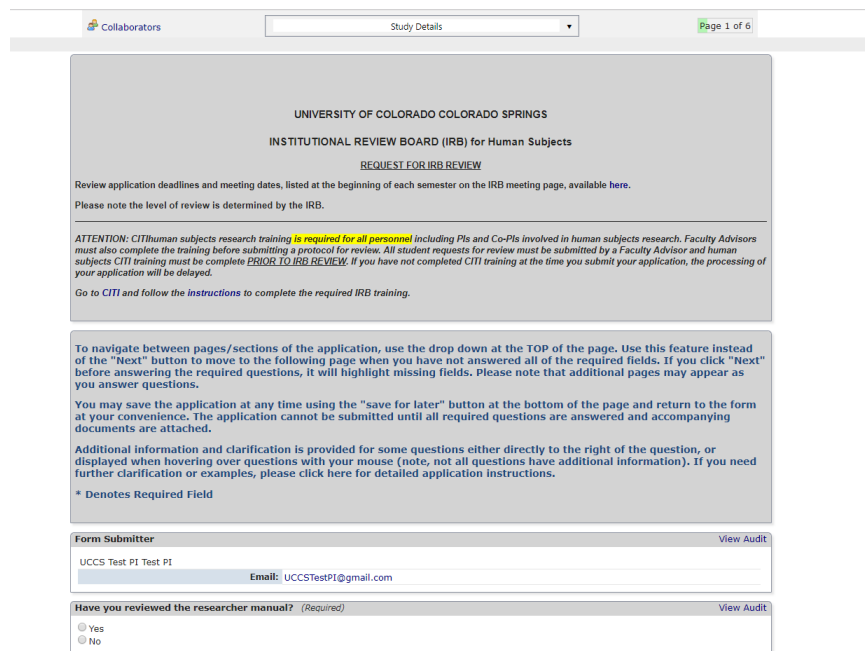 Collaborators
Study Details
Page 1 of 6
UNIVERSITY OF COLORADO COLORADO SPRINGS
INSTITUTIONAL REVIEW BOARD (IRB) for Human Subjects
REQUEST FOR IRB REVIEW
Review application deadlines and meeting dates, listed at the beginning of each semester on the IRB meeting page, available here.
Please note the level of review is determined by the IRB.
ATTENTION: CITIhuman subjects research training is required for all personnel including PIs and Co-PIs involved in human subjects research. Faculty Advisors
must also complete the training before submitting a protocol for review. All student requests for review must be submitted by a Faculty Advisor and human
subjects CITI training must be complete PRIOR TO IRB REVIEW. If you have not completed CITI training at the time you submit your application, the processing of
your application will be delayed.
Go to CITI and follow the instructions to complete the required IRB training.
To navigate between pages/sections of the application, use the drop down at the TOP of the page. Use this feature instead
of the "Next" button to move to the following page when you have not answered all of the required fields. If you click "Next"
before answering the required questions, it will highlight missing fields. Please note that additional pages may appear as
you answer questions.
You may save the application at any time using the "save for later" button at the bottom of the page and return to the form
at your convenience. The application cannot be submitted until all required questions are answered and accompanying
documents are attached.
Additional information and clarification is provided for some questions either directly to the right of the question, or
displayed when hovering over questions with your mouse (note, not all questions have additional information). If you need
further clarification or examples, please click here for detailed application instructions.
* Denotes Required Field
Form Submitter View Audit
UCCS Test PI Test PI
Email: UCCSTestPI@gmail.com
Have you reviewed the researcher manual? (Required) View Audit
Yes
No